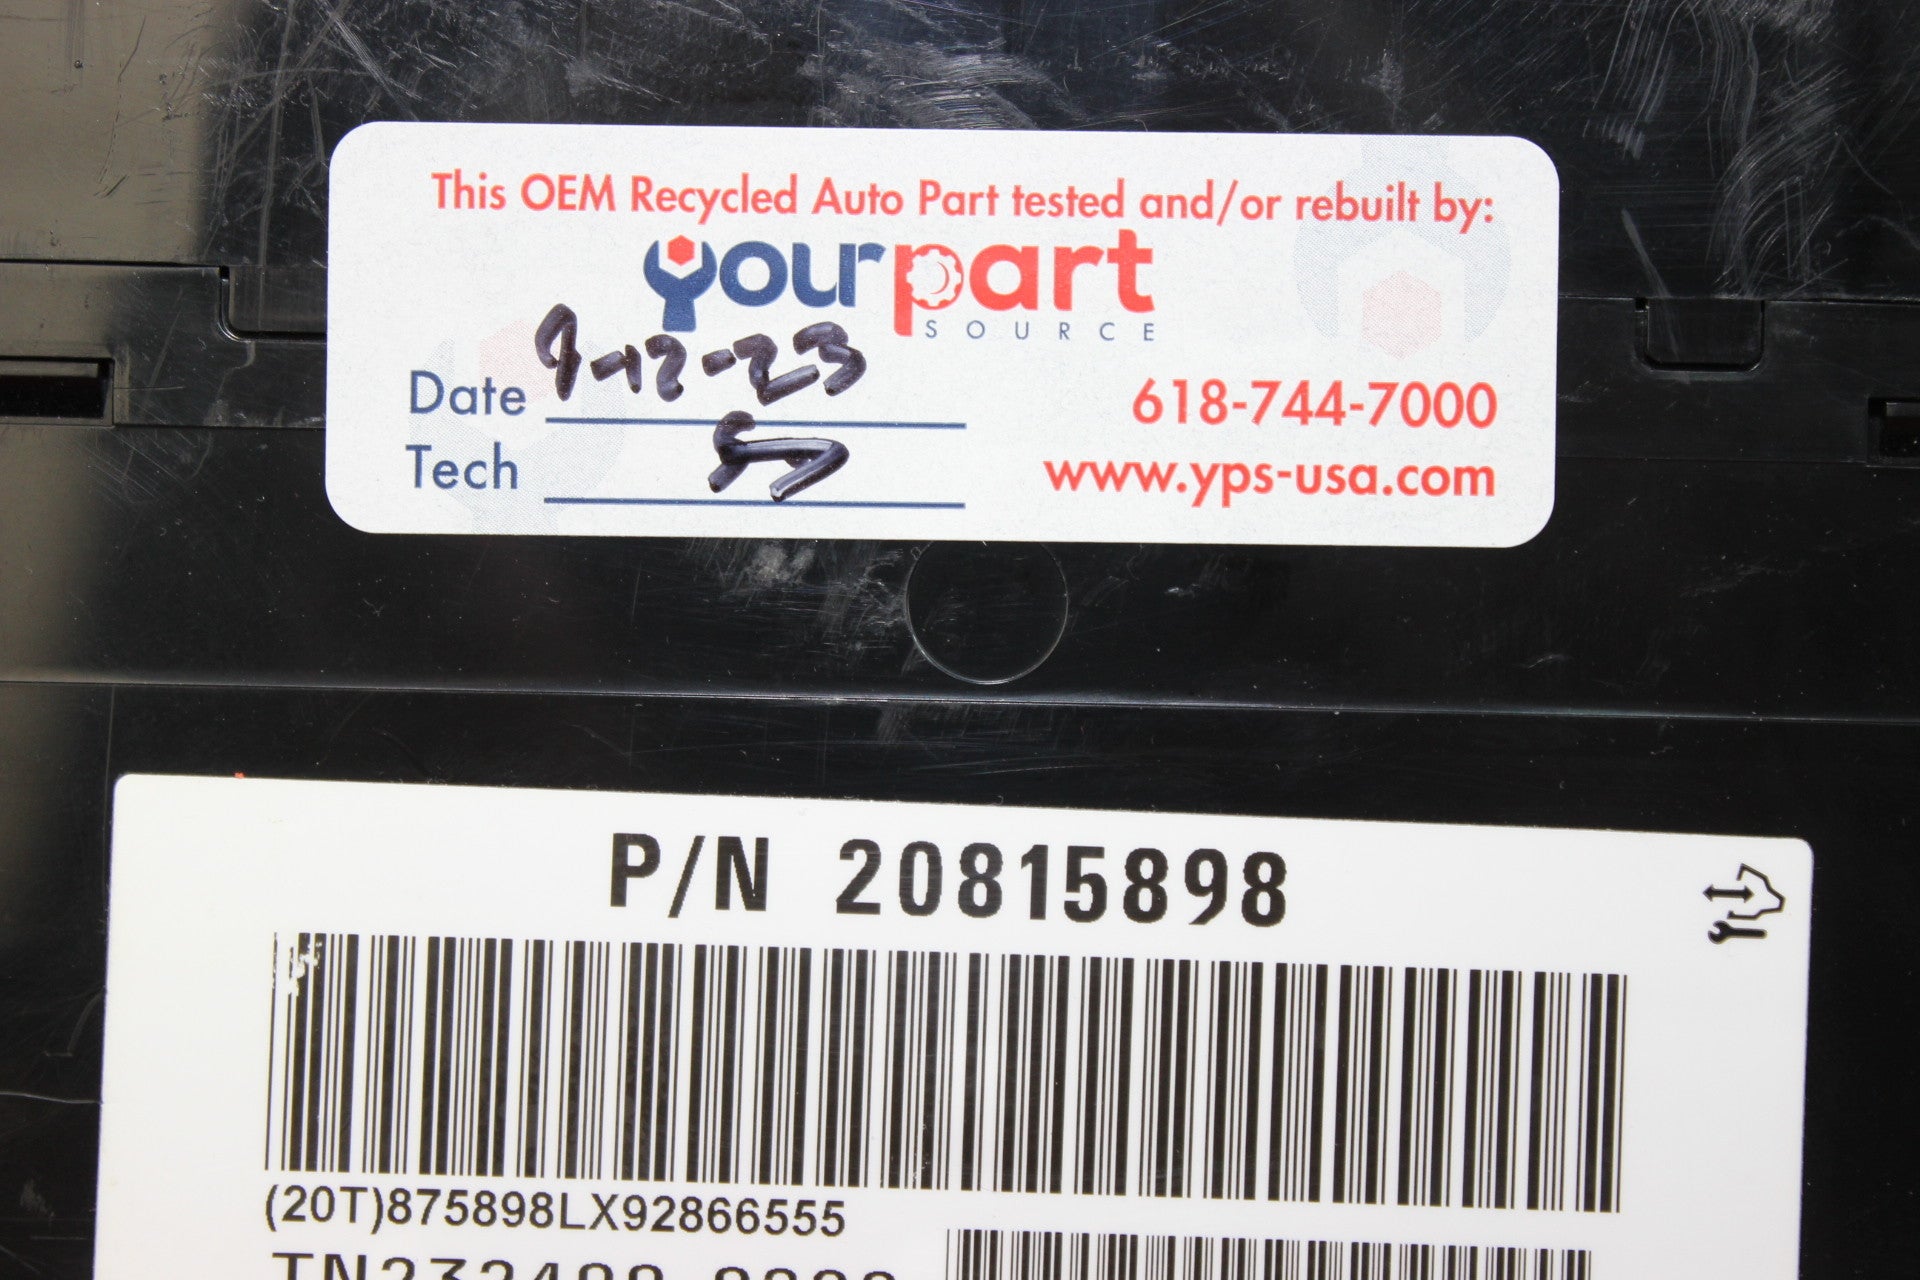 This OEM Recycled Auto Part tested and/or rebuilt by:
yourpart
SOURCE
Date 9-12-23
Tech
618-744-7000
www.yps-usa.com
P/N 20815898
(20T)875898LX92866555